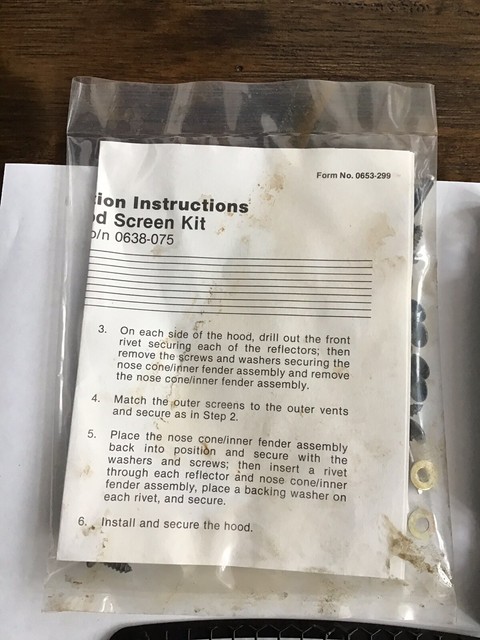 Form No. 0653-299
tion Instructions
od Screen Kit
p/n 0638-075
3. On each side of the hood, drill out the front
rivet securing each of the reflectors; then
remove the screws and washers securing the
nose cone/inner fender assembly and remove
the nose cone/inner fender assembly.
4. Match the outer screens to the outer vents
and secure as in Step 2.
5. Place the nose cone/inner fender assembly
back into position and secure with the
washers and screws; then insert a rivet
through each reflector and nose cone/inner
fender assembly, place a backing washer on
each rivet, and secure.
6. Install and secure the hood.